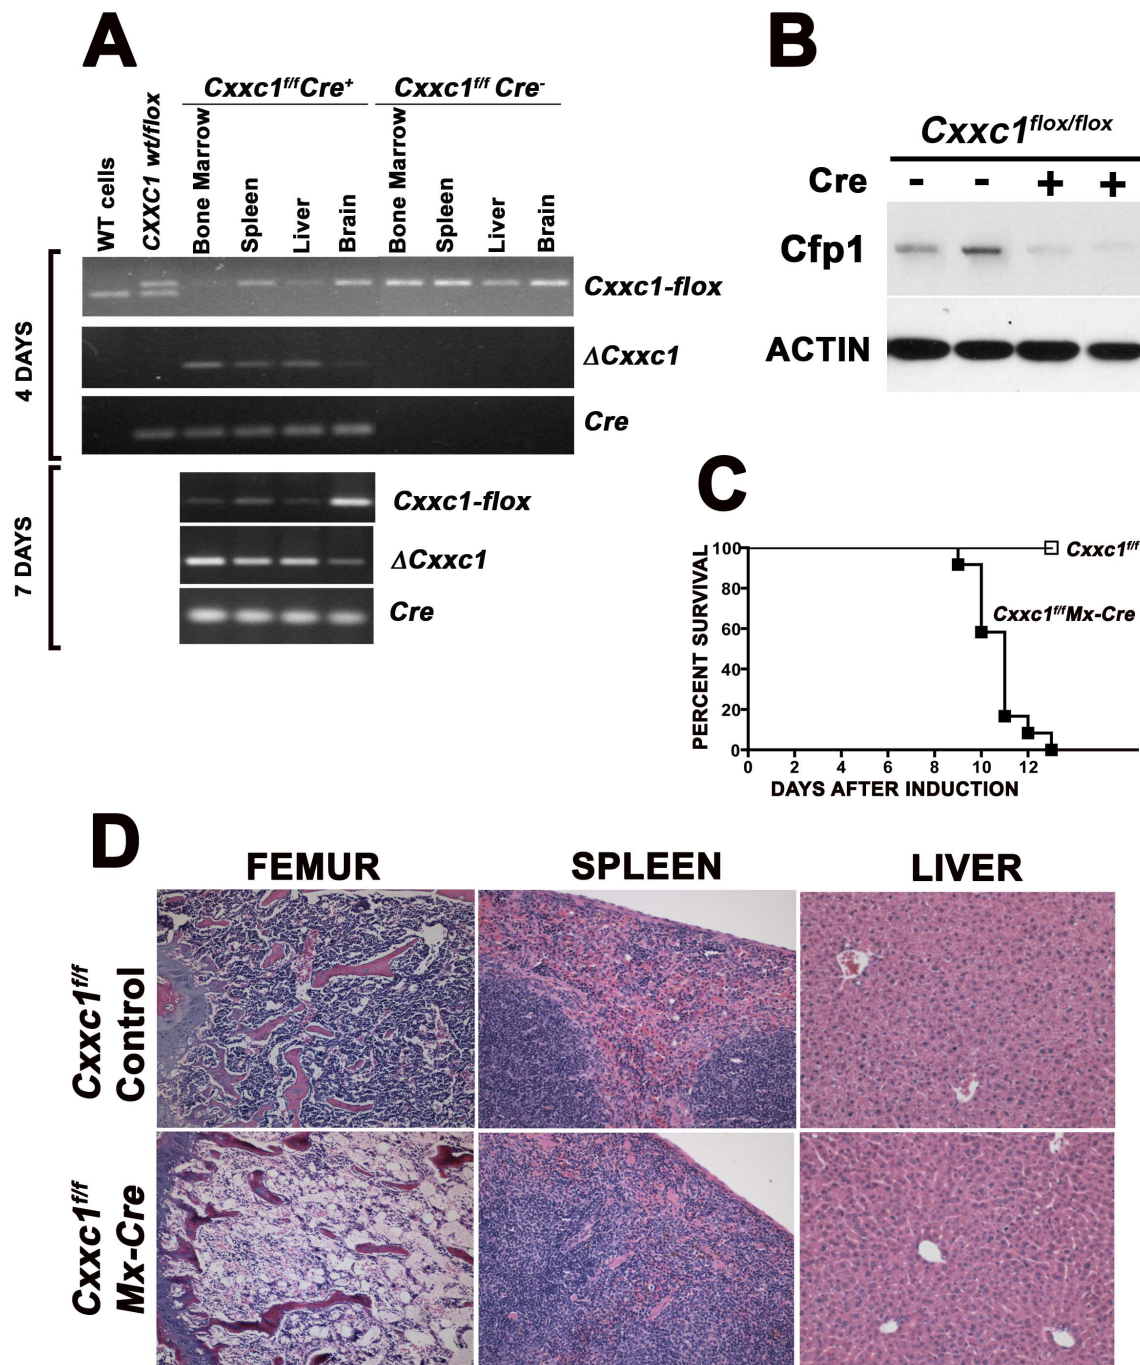 A
Cxxc1f/fCre+
Cxxc1f/f Cre-
WT cells
CXXC1 wt/flox
Bone Marrow
Spleen
Liver
Brain
Bone Marrow
Spleen
Liver
Brain
4 DAYS
Cxxc1-flox
ΔCxxc1
Cre
7 DAYS
Cxxc1-flox
ΔCxxc1
Cre
B
Cxxc1flox/flox
Cre - - + +
Cfp1
ACTIN
C
PERCENT SURVIVAL
100
80
60
40
20
0
0 2 4 6 8 10 12
DAYS AFTER INDUCTION
Cxxc1f/f
Cxxc1f/fMx-Cre
D
FEMUR SPLEEN LIVER
Cxxc1f/f
Control
Cxxc1f/f
Mx-Cre